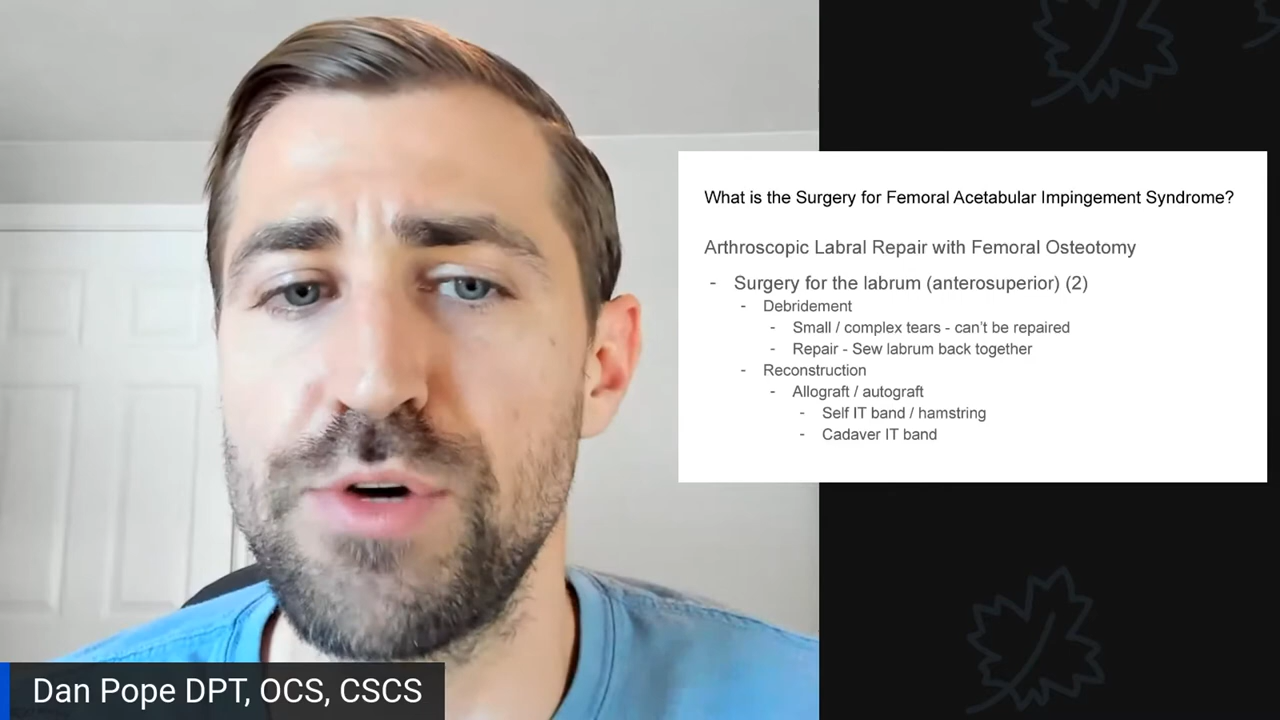 What is the Surgery for Femoral Acetabular Impingement Syndrome?
Arthroscopic Labral Repair with Femoral Osteotomy
- Surgery for the labrum (anterosuperior) (2)
- Debridement
- Small / complex tears - can't be repaired
- Repair - Sew labrum back together
- Reconstruction
- Allograft / autograft
- Self IT band / hamstring
- Cadaver IT band
Dan Pope DPT, OCS, CSCS